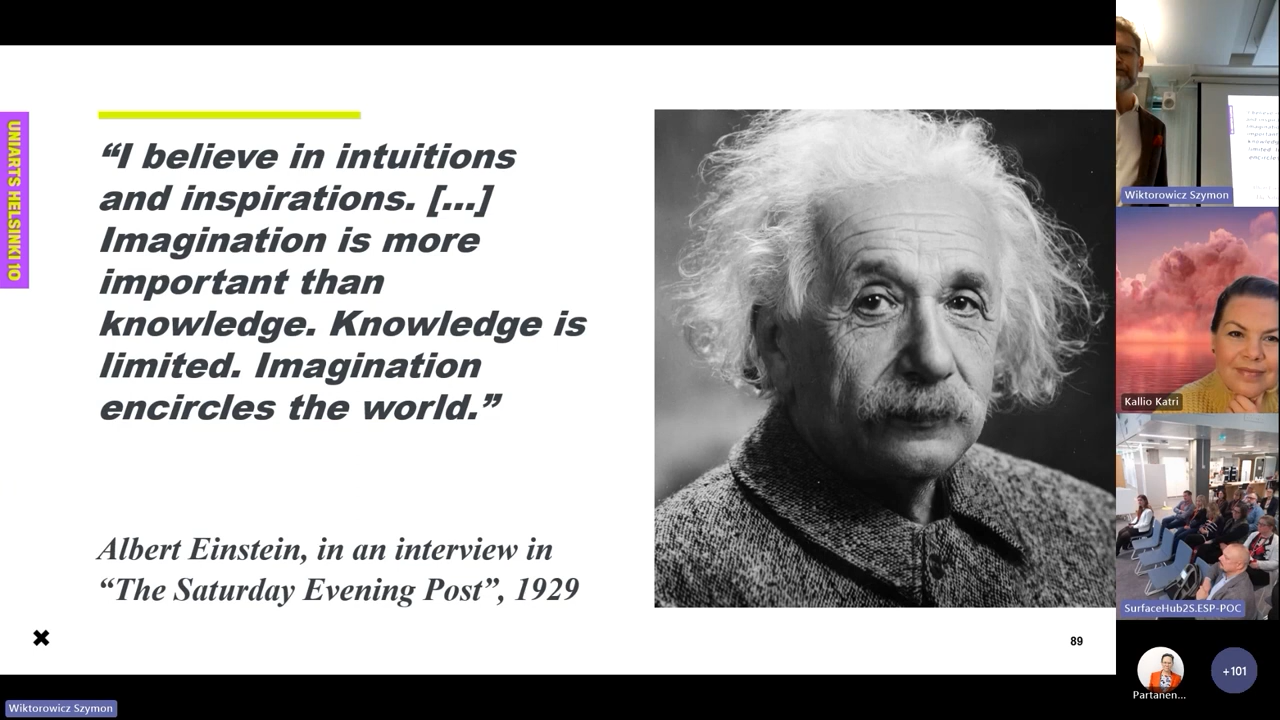 UNIARTS HELSINKI 10
“I believe in intuitions
and inspirations. [...]
Imagination is more
important than
knowledge. Knowledge is
limited. Imagination
encircles the world.”
Albert Einstein, in an interview in
“The Saturday Evening Post”, 1929
89
Wiktorowicz Szymon
Wiktorowicz Szymon
Kallio Katri
SurfaceHub2S.ESP-POC
Partanen...
+101